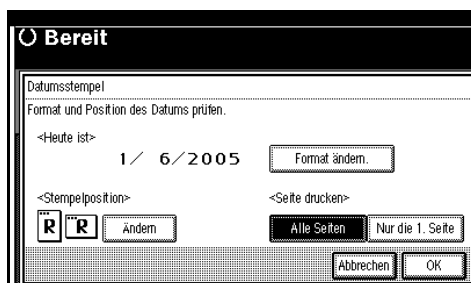 Bereit
Datumsstempel
Format und Position des Datums prüfen.
<Heute ist>
1/ 6/2005 Format ändern.
<Stempelposition> <Seite drucken>
R R Ändern Alle Seiten Nur die 1. Seite
Abbrechen OK